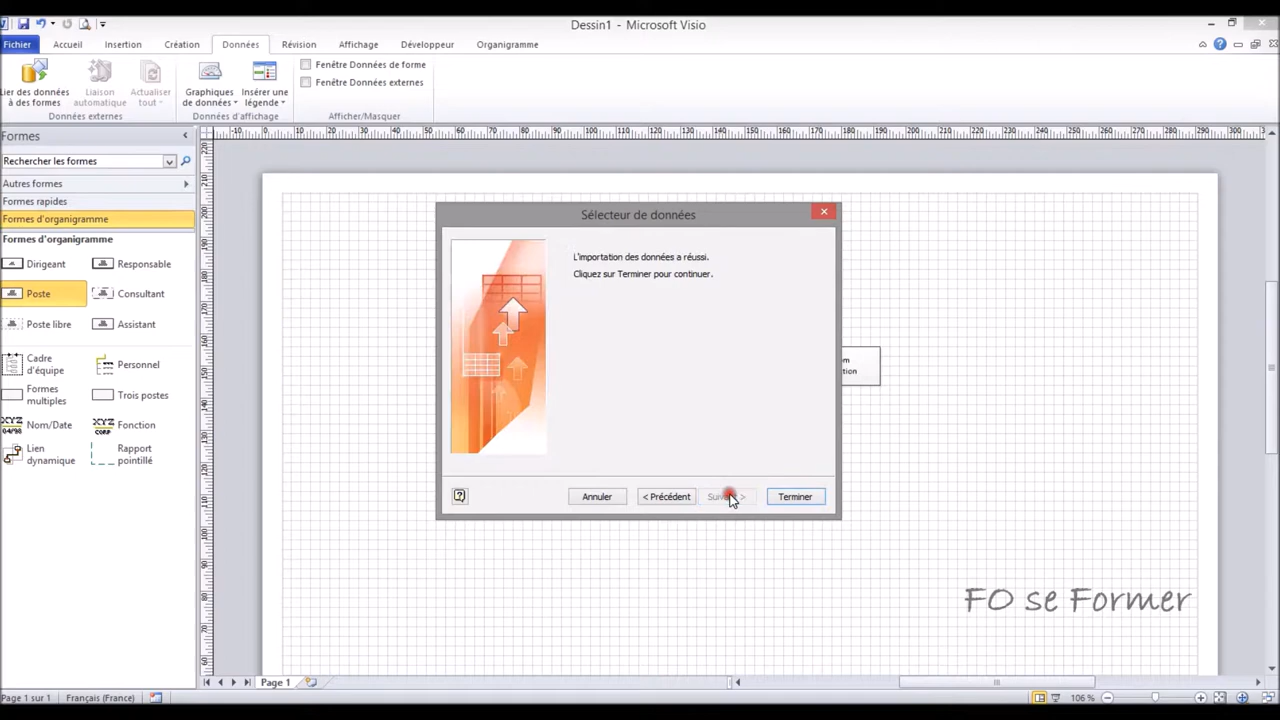 Dessin1 - Microsoft Visio
Fichier Accueil Insertion Création Données Révision Affichage Développeur Organigramme
Lier des données à des formes
Liaison automatique
Actualiser tout
Données externes
Graphiques de données
Insérer une légende
Données d'affichage
Fenêtre Données de forme
Fenêtre Données externes
Afficher/Masquer
Formes
Rechercher les formes
Autres formes
Formes rapides
Formes d'organigramme
Formes d'organigramme
Dirigeant Responsable
Poste Consultant
Poste libre Assistant
Cadre d'équipe
Personnel
Formes multiples
Trois postes
Nom/Date Fonction
Lien dynamique
Rapport pointillé
Sélecteur de données
L'importation des données a réussi.
Cliquez sur Terminer pour continuer.
Annuler < Précédent Terminer
FO se Former
Page 1
Page 1 sur 1 Français (France) 106 %